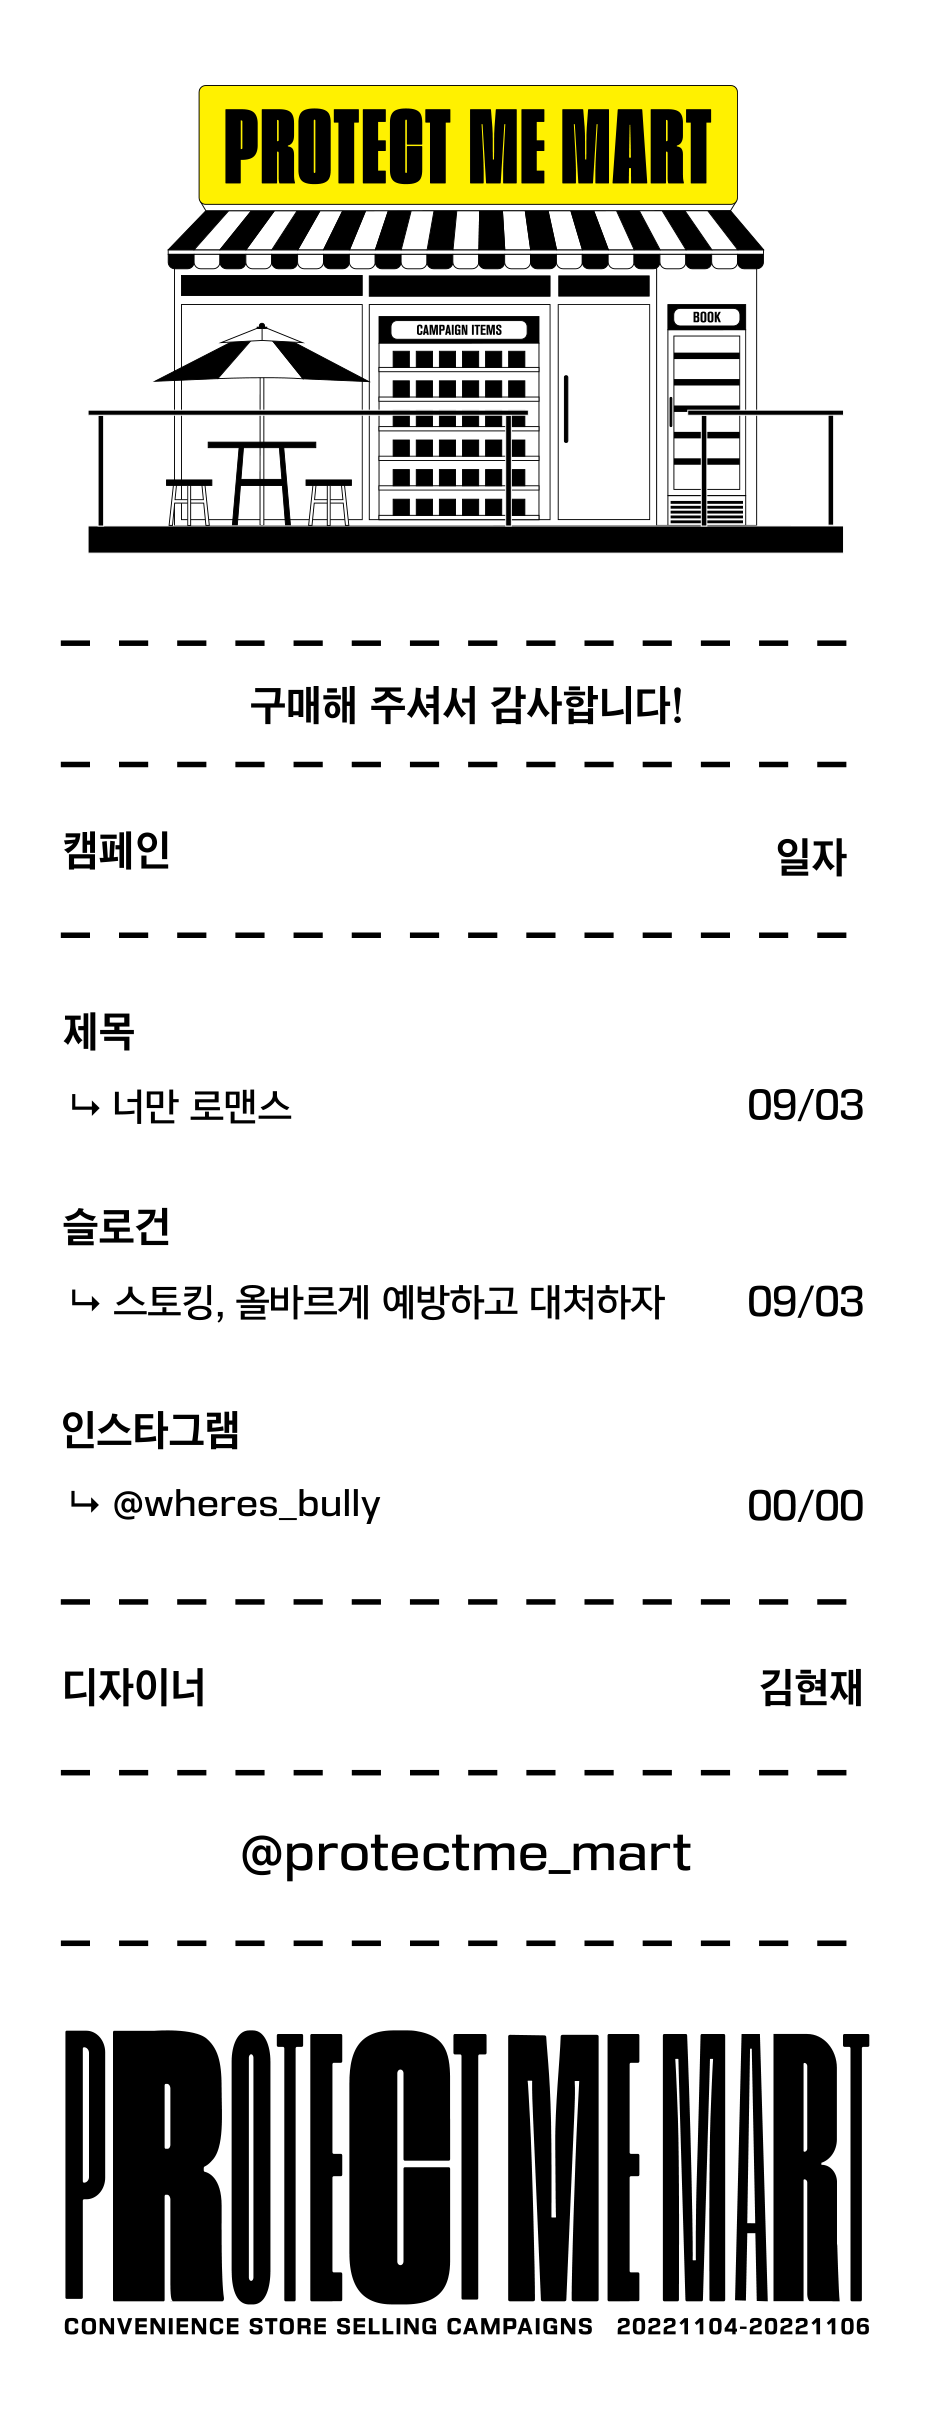 PROTECT ME MART
CAMPAIGN ITEMS
BOOK
구매해 주셔서 감사합니다!
캠페인 일자
제목
↳ 너만 로맨스 09/03
슬로건
↳ 스토킹, 올바르게 예방하고 대처하자 09/03
인스타그램
↳ @wheres_bully 00/00
디자이너 김현재
@protectme_mart
PROTECT ME MART
CONVENIENCE STORE SELLING CAMPAIGNS 20221104-20221106